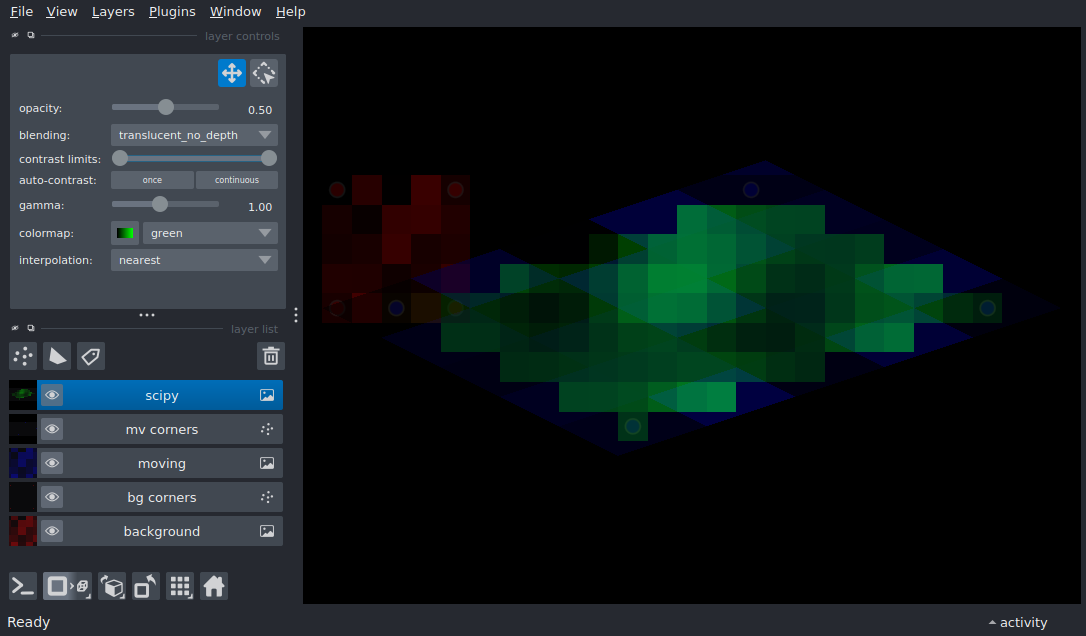 File View Layers Plugins Window Help
layer controls
opacity: 0.50
blending: translucent_no_depth
contrast limits:
auto-contrast: once continuous
gamma: 1.00
colormap: green
interpolation: nearest
layer list
scipy
mv corners
moving
bg corners
background
Ready activity